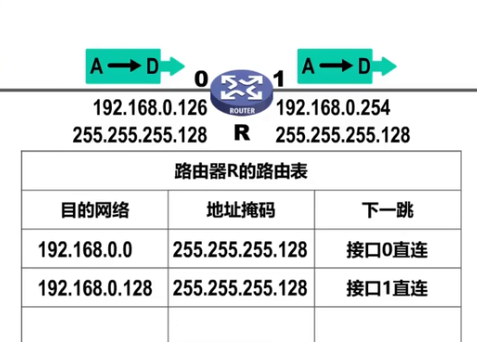 A → D A → D
0 1
192.168.0.126 ROUTER 192.168.0.254
255.255.255.128 R 255.255.255.128
路由器R的路由表
目的网络 地址掩码 下一跳
192.168.0.0 255.255.255.128 接口0直连
192.168.0.128 255.255.255.128 接口1直连